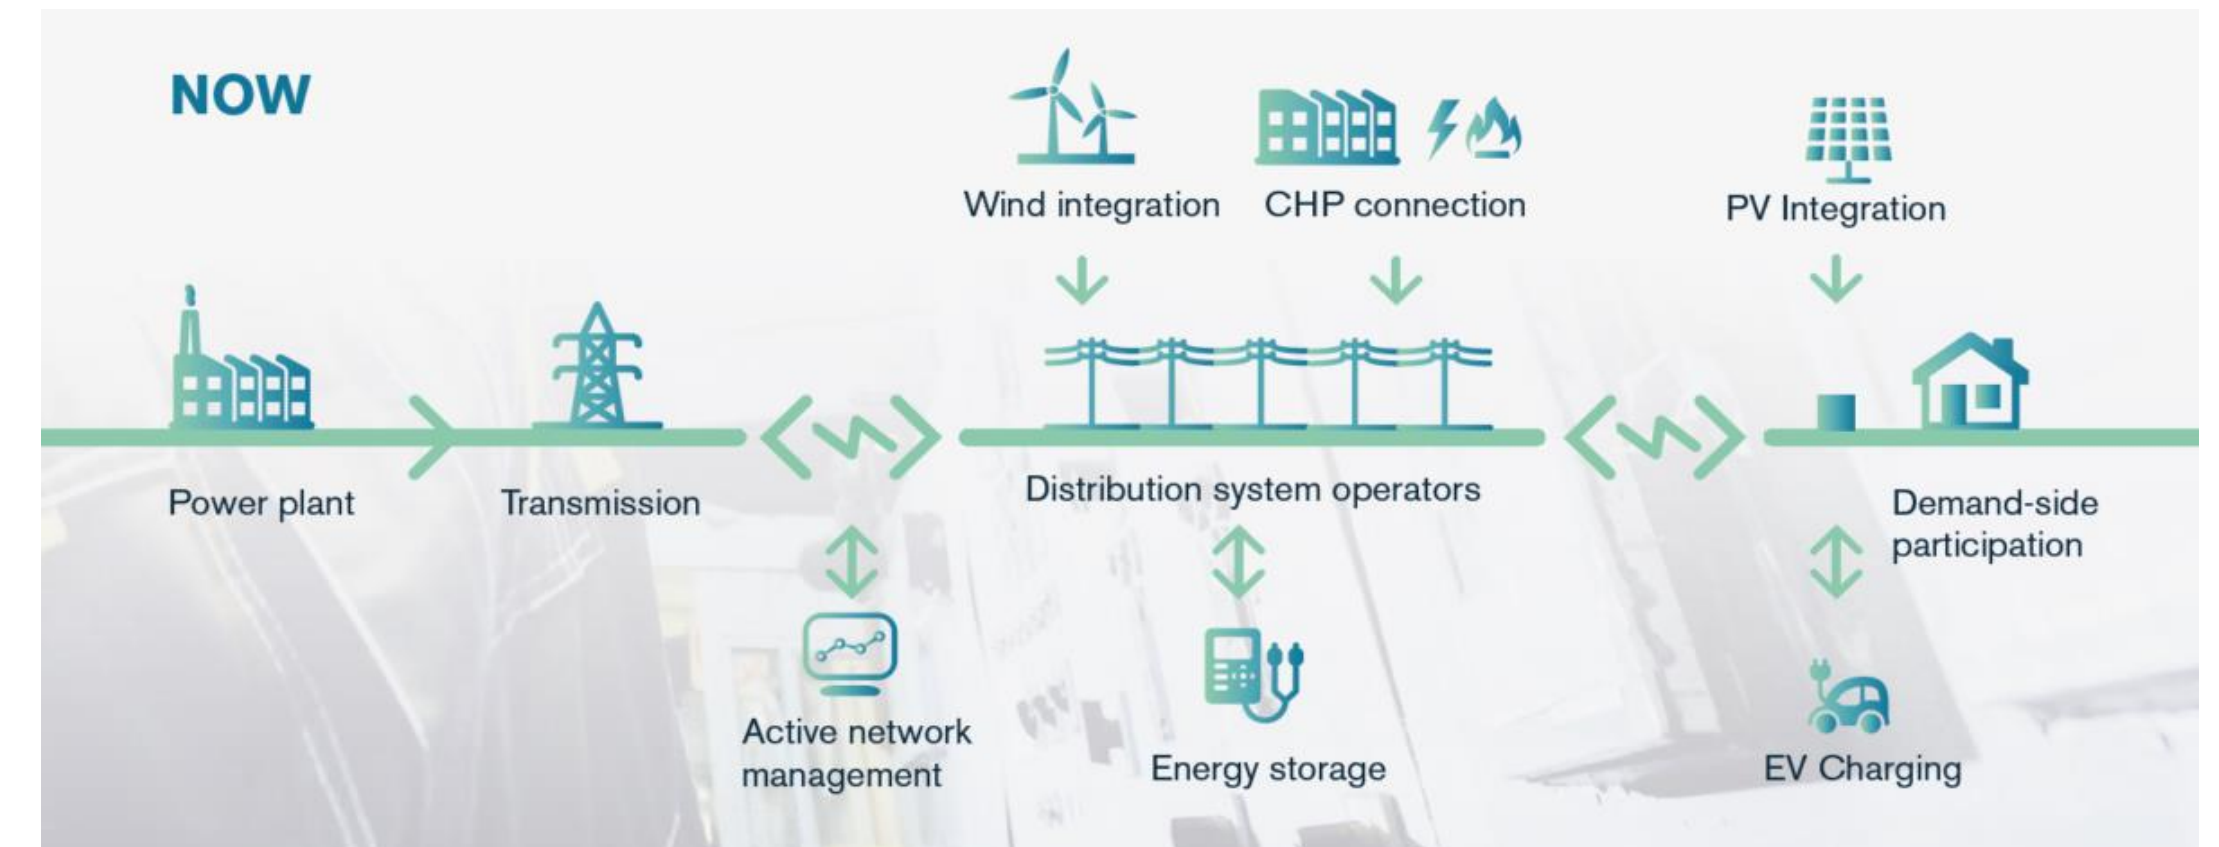 NOW
Wind integration
CHP connection
PV Integration
Power plant
Transmission
Distribution system operators
Demand-side
participation
Active network
management
Energy storage
EV Charging